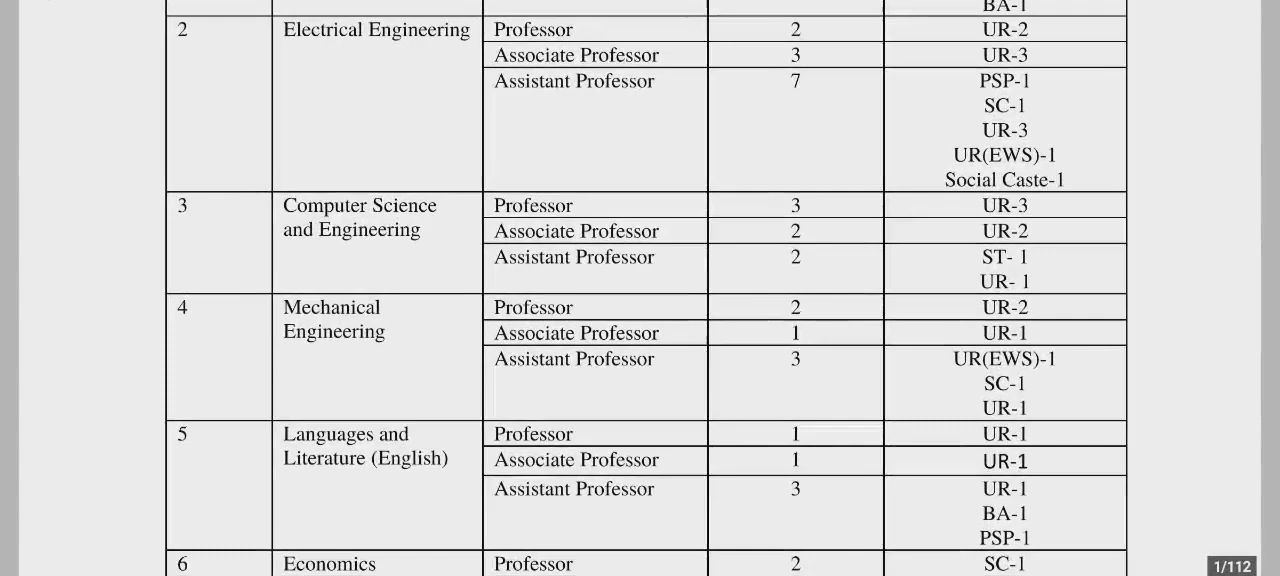 BA-1
2 Electrical Engineering Professor 2 UR-2
Associate Professor 3 UR-3
Assistant Professor 7 PSP-1
SC-1
UR-3
UR(EWS)-1
Social Caste-1
3 Computer Science Professor 3 UR-3
and Engineering Associate Professor 2 UR-2
Assistant Professor 2 ST- 1
UR- 1
4 Mechanical Professor 2 UR-2
Engineering Associate Professor 1 UR-1
Assistant Professor 3 UR(EWS)-1
SC-1
UR-1
5 Languages and Professor 1 UR-1
Literature (English) Associate Professor 1 UR-1
Assistant Professor 3 UR-1
BA-1
PSP-1
6 Economics Professor 2 SC-1
1/112